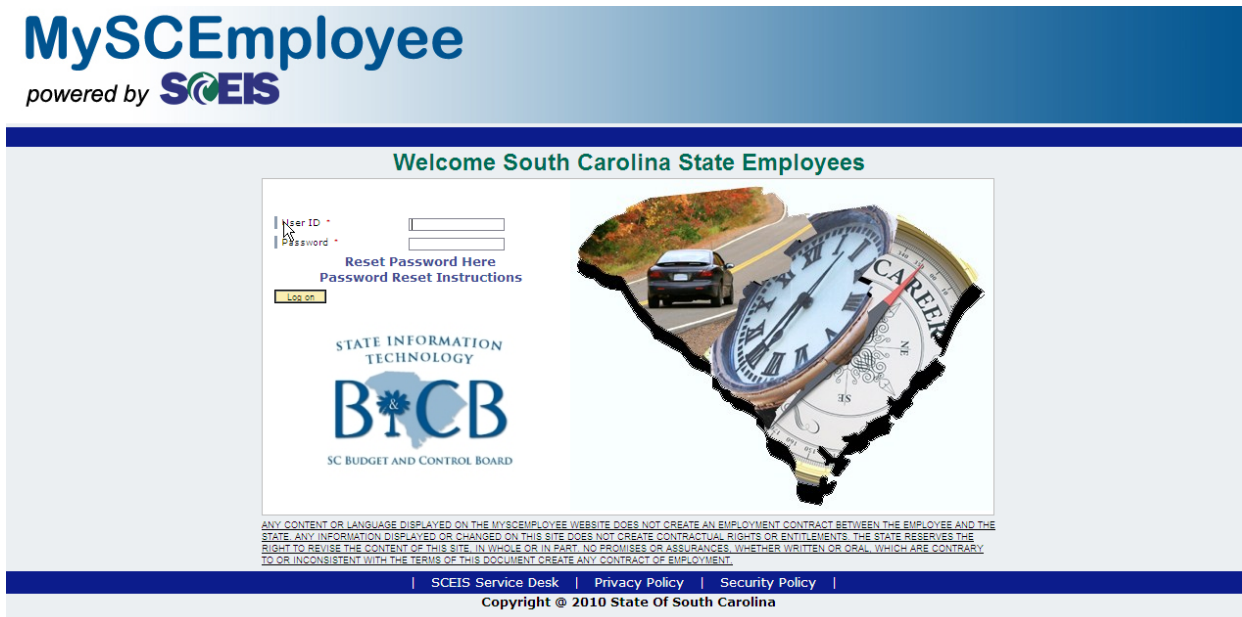 MySCEmployee
powered by SCEIS
Welcome South Carolina State Employees
User ID *
Password *
Reset Password Here
Password Reset Instructions
Log on
STATE INFORMATION
TECHNOLOGY
B&CB
SC BUDGET AND CONTROL BOARD
CAREER
NE
SE
ANY CONTENT OR LANGUAGE DISPLAYED ON THE MYSCEMPLOYEE WEBSITE DOES NOT CREATE AN EMPLOYMENT CONTRACT BETWEEN THE EMPLOYEE AND THE
STATE. ANY INFORMATION DISPLAYED OR CHANGED ON THIS SITE DOES NOT CREATE CONTRACTUAL RIGHTS OR ENTITLEMENTS. THE STATE RESERVES THE
RIGHT TO REVISE THE CONTENT OF THIS SITE, IN WHOLE OR IN PART. NO PROMISES OR ASSURANCES, WHETHER WRITTEN OR ORAL, WHICH ARE CONTRARY
TO OR INCONSISTENT WITH THE TERMS OF THIS DOCUMENT CREATE ANY CONTRACT OF EMPLOYMENT.
| SCEIS Service Desk | Privacy Policy | Security Policy |
Copyright @ 2010 State Of South Carolina